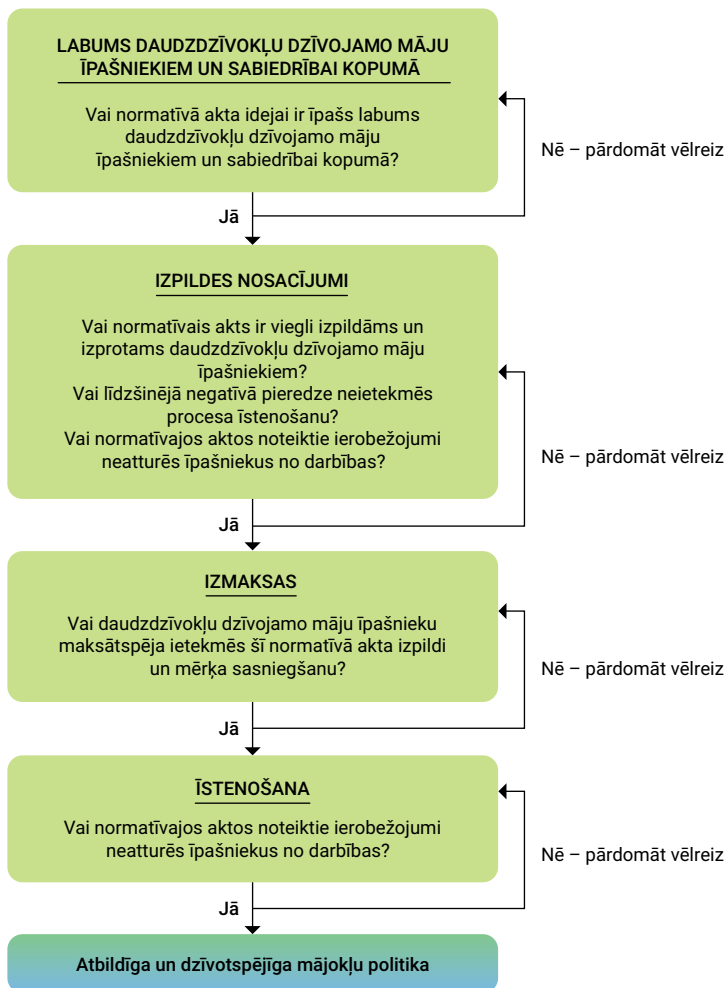 LABUMS DAUDZDZĪVOKĻU DZĪVOJAMO MĀJU
ĪPAŠNIEKIEM UN SABIEDRĪBAI KOPUMĀ
Vai normatīvā akta idejai ir īpašs labums
daudzdzīvokļu dzīvojamo māju
īpašniekiem un sabiedrībai kopumā?
Nē – pārdomāt vēlreiz
Jā
IZPILDES NOSACĪJUMI
Vai normatīvais akts ir viegli izpildāms un
izprotams daudzdzīvokļu dzīvojamo māju
īpašniekiem?
Vai līdzšinējā negatīvā pieredze neietekmēs
procesa īstenošanu?
Vai normatīvajos aktos noteiktie ierobežojumi
neatturēs īpašniekus no darbības?
Nē – pārdomāt vēlreiz
Jā
IZMAKSAS
Vai daudzdzīvokļu dzīvojamo māju īpašnieku
maksātspēja ietekmēs šī normatīvā akta izpildi
un mērķa sasniegšanu?
Nē – pārdomāt vēlreiz
Jā
ĪSTENOŠANA
Vai normatīvajos aktos noteiktie ierobežojumi
neatturēs īpašniekus no darbības?
Nē – pārdomāt vēlreiz
Jā
Atbildīga un dzīvotspējīga mājokļu politika